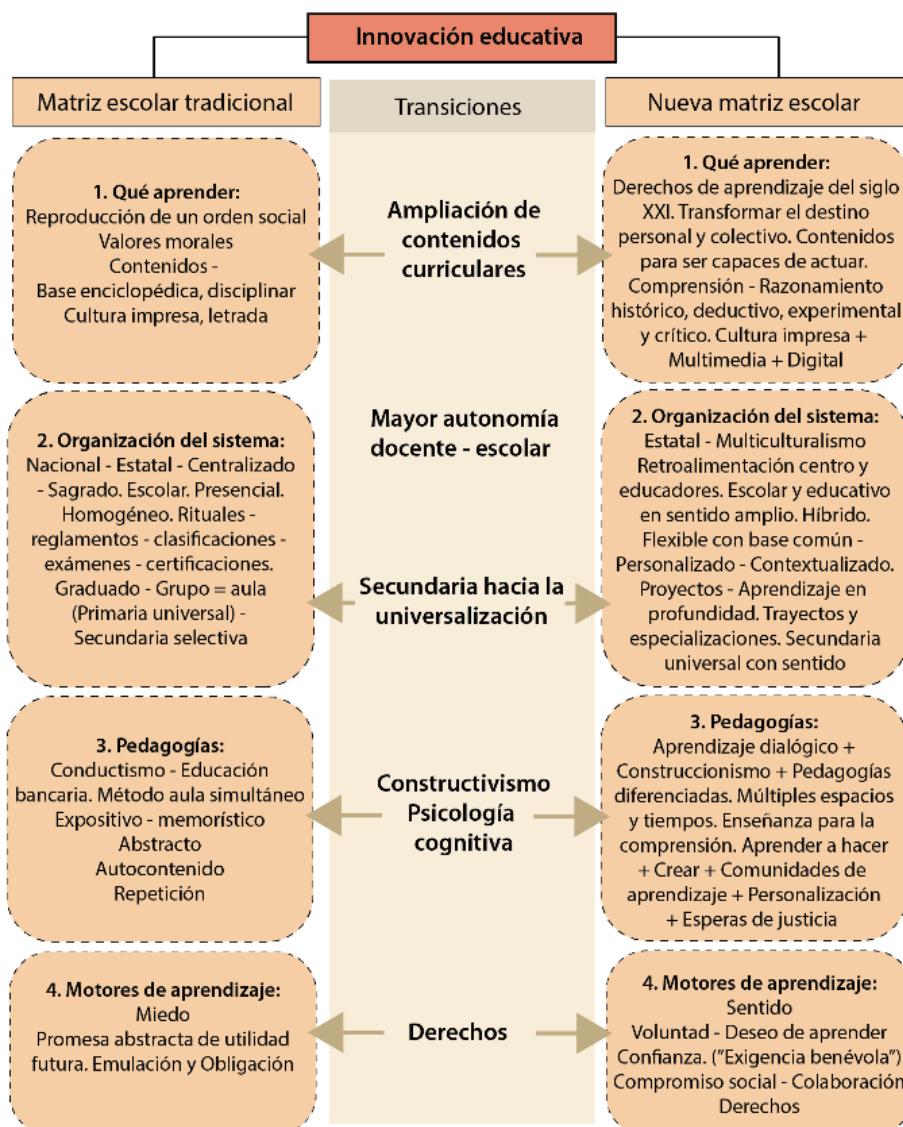 Innovación educativa
Matriz escolar tradicional
Transiciones
Nueva matriz escolar
1. Qué aprender:
Reproducción de un orden social
Valores morales
Contenidos -
Base enciclopédica, disciplinar
Cultura impresa, letrada
Ampliación de
contenidos
curriculares
1. Qué aprender:
Derechos de aprendizaje del siglo
XXI. Transformar el destino
personal y colectivo. Contenidos
para ser capaces de actuar.
Comprensión - Razonamiento
histórico, deductivo, experimental
y crítico. Cultura impresa +
Multimedia + Digital
2. Organización del sistema:
Nacional - Estatal - Centralizado
- Sagrado. Escolar. Presencial.
Homogéneo. Rituales -
reglamentos - clasificaciones -
exámenes - certificaciones.
Graduado - Grupo = aula
(Primaria universal) -
Secundaria selectiva
Mayor autonomía
docente - escolar
Secundaria hacia la
universalización
2. Organización del sistema:
Estatal - Multiculturalismo
Retroalimentación centro y
educadores. Escolar y educativo
en sentido amplio. Híbrido.
Flexible con base común -
Personalizado - Contextualizado.
Proyectos - Aprendizaje en
profundidad. Trayectos y
especializaciones. Secundaria
universal con sentido
3. Pedagogías:
Conductismo - Educación
bancaria. Método aula simultáneo
Expositivo - memorístico
Abstracto
Autocontenido
Repetición
Constructivismo
Psicología
cognitiva
3. Pedagogías:
Aprendizaje dialógico +
Construccionismo + Pedagogías
diferenciadas. Múltiples espacios
y tiempos. Enseñanza para la
comprensión. Aprender a hacer
+ Crear + Comunidades de
aprendizaje + Personalización
+ Esperas de justicia
4. Motores de aprendizaje:
Miedo
Promesa abstracta de utilidad
futura. Emulación y Obligación
Derechos
4. Motores de aprendizaje:
Sentido
Voluntad - Deseo de aprender
Confianza. ("Exigencia benévola")
Compromiso social - Colaboración
Derechos